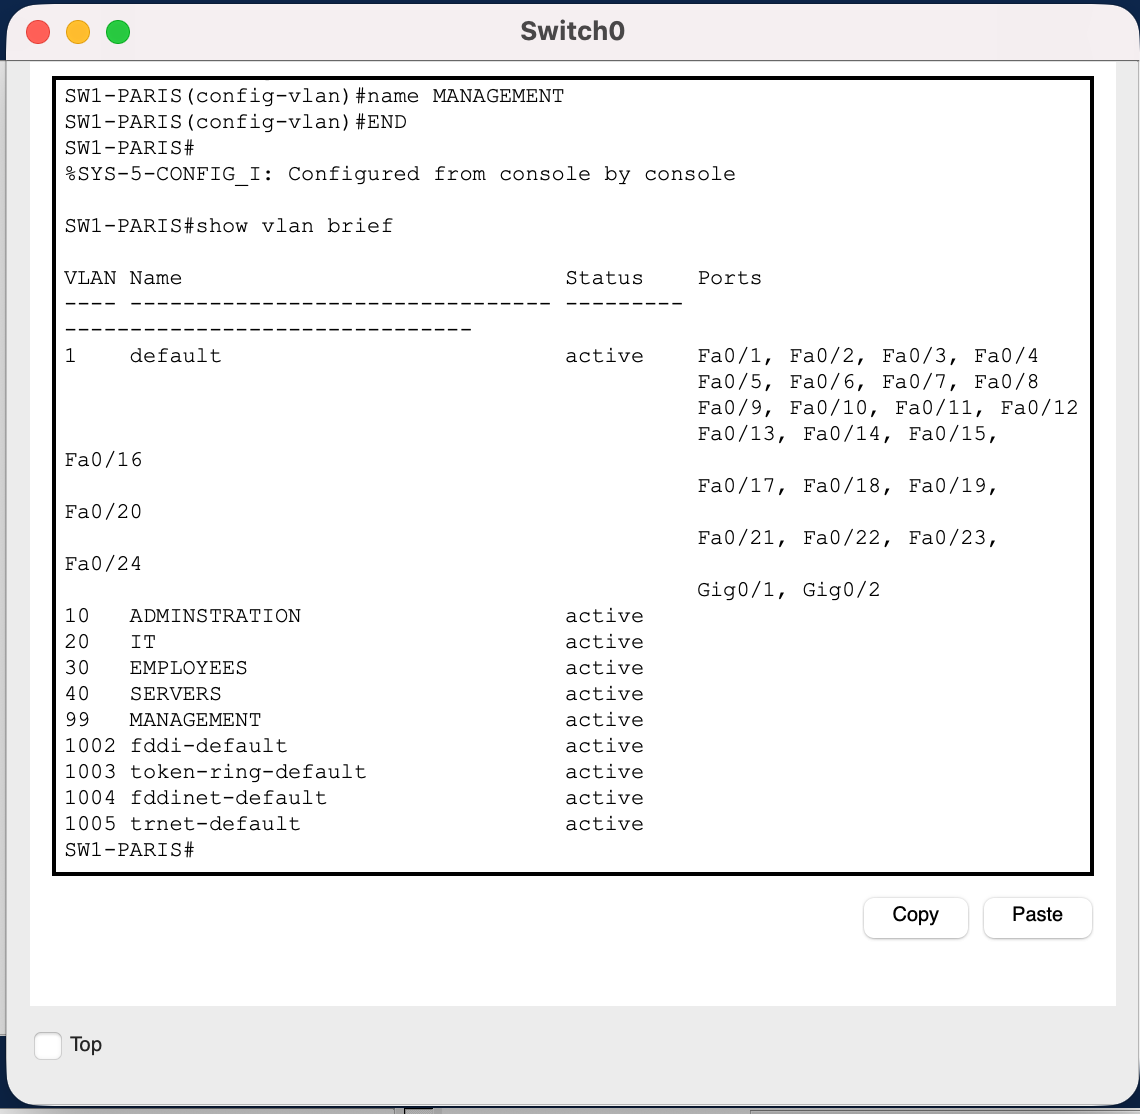 Switch0
SW1-PARIS(config-vlan)#name MANAGEMENT
SW1-PARIS(config-vlan)#END
SW1-PARIS#
%SYS-5-CONFIG_I: Configured from console by console
SW1-PARIS#show vlan brief
VLAN Name                             Status    Ports
---- -------------------------------- ---------
-------------------------------
1    default                          active    Fa0/1, Fa0/2, Fa0/3, Fa0/4
                                                Fa0/5, Fa0/6, Fa0/7, Fa0/8
                                                Fa0/9, Fa0/10, Fa0/11, Fa0/12
                                                Fa0/13, Fa0/14, Fa0/15,
Fa0/16
                                                Fa0/17, Fa0/18, Fa0/19,
Fa0/20
                                                Fa0/21, Fa0/22, Fa0/23,
Fa0/24
                                                Gig0/1, Gig0/2
10   ADMINSTRATION                    active
20   IT                               active
30   EMPLOYEES                        active
40   SERVERS                          active
99   MANAGEMENT                       active
1002 fddi-default                     active
1003 token-ring-default               active
1004 fddinet-default                  active
1005 trnet-default                    active
SW1-PARIS#
Copy Paste
Top